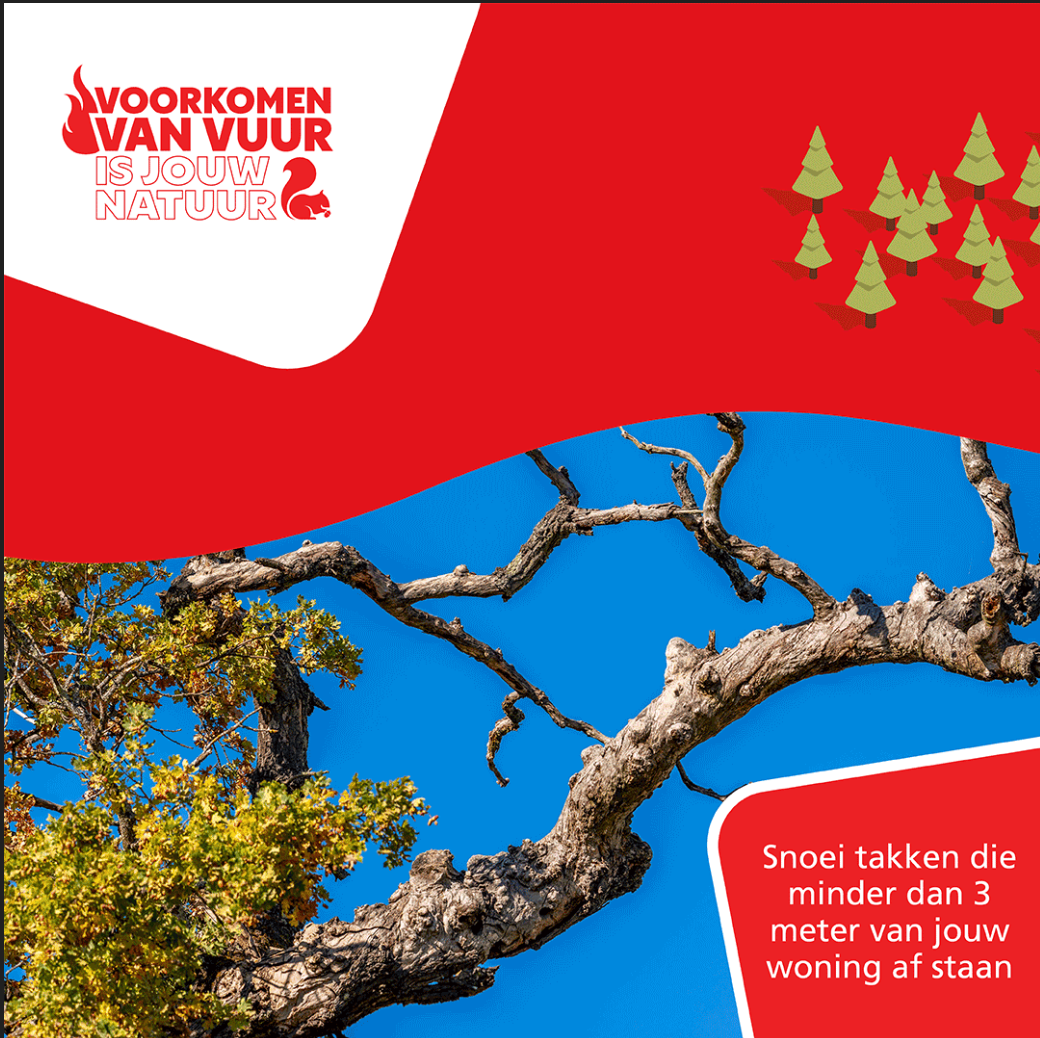 VOORKOMEN
VAN VUUR
IS JOUW
NATUUR
Snoei takken die
minder dan 3
meter van jouw
woning af staan